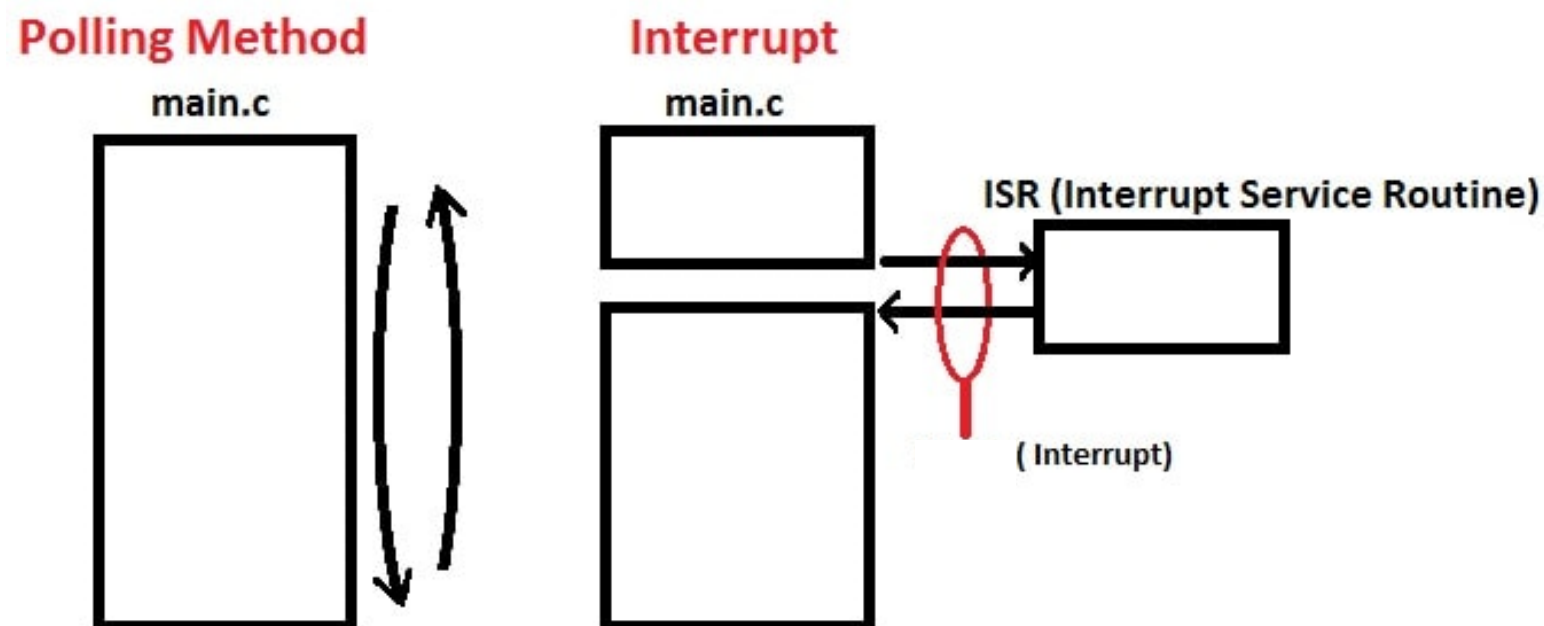 Polling Method
main.c
Interrupt
main.c
ISR (Interrupt Service Routine)
( Interrupt)